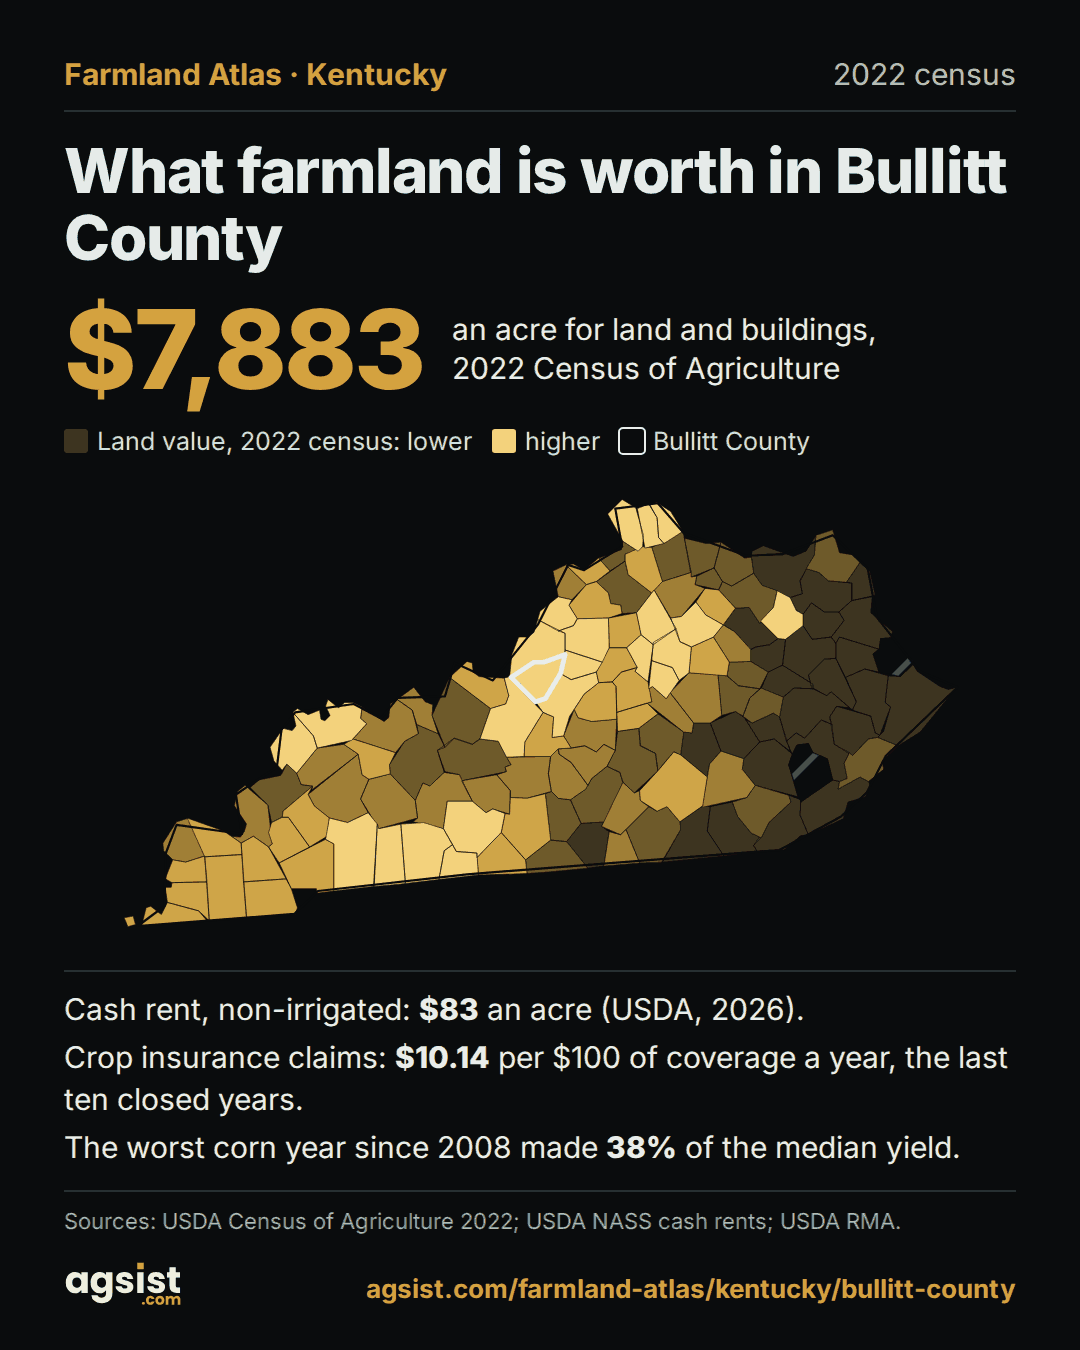 Farmland Atlas · Kentucky
2022 census
What farmland is worth in Bullitt
County
$7,883
an acre for land and buildings,
2022 Census of Agriculture
Land value, 2022 census: lower
higher
Bullitt County
Cash rent, non-irrigated: $83 an acre (USDA, 2026).
Crop insurance claims: $10.14 per $100 of coverage a year, the last
ten closed years.
The worst corn year since 2008 made 38% of the median yield.
Sources: USDA Census of Agriculture 2022; USDA NASS cash rents; USDA RMA.
agsist
.com
agsist.com/farmland-atlas/kentucky/bullitt-county